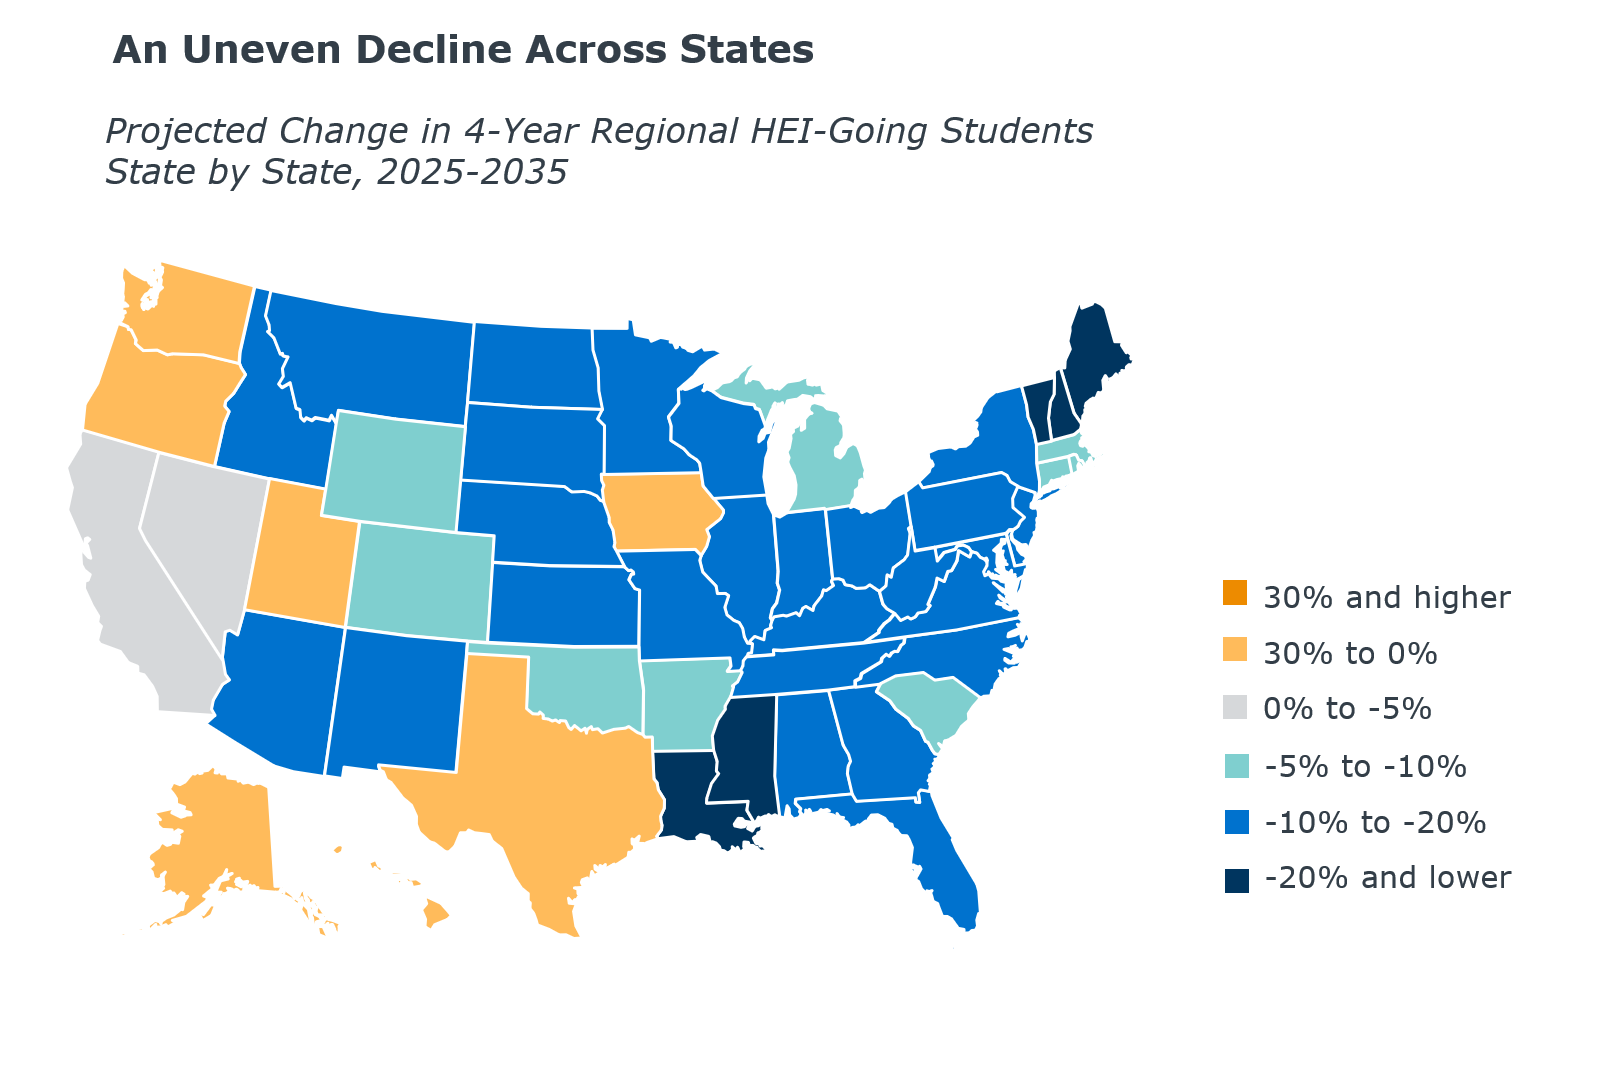 An Uneven Decline Across States
Projected Change in 4-Year Regional HEI-Going Students
State by State, 2025-2035
30% and higher
30% to 0%
0% to -5%
-5% to -10%
-10% to -20%
-20% and lower